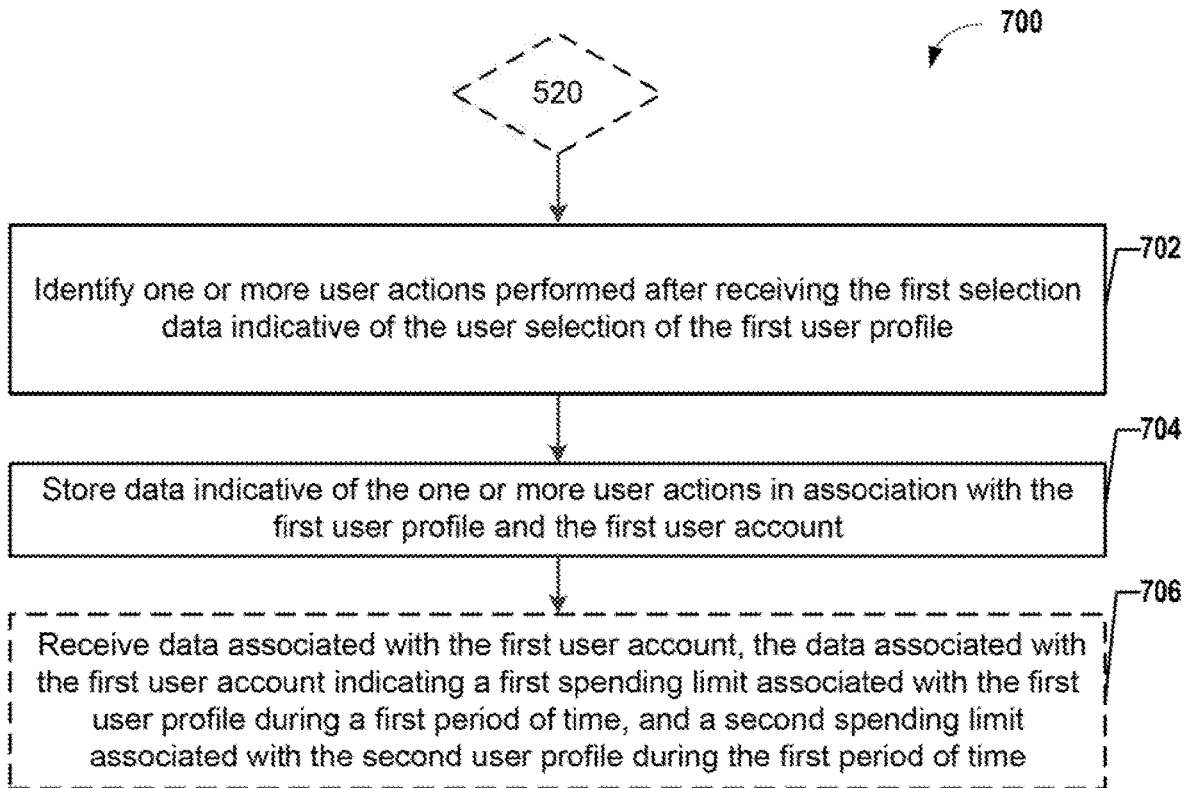 700
520
702
Identify one or more user actions performed after receiving the first selection
data indicative of the user selection of the first user profile
704
Store data indicative of the one or more user actions in association with the
first user profile and the first user account
706
Receive data associated with the first user account, the data associated with
the first user account indicating a first spending limit associated with the first
user profile during a first period of time, and a second spending limit
associated with the second user profile during the first period of time